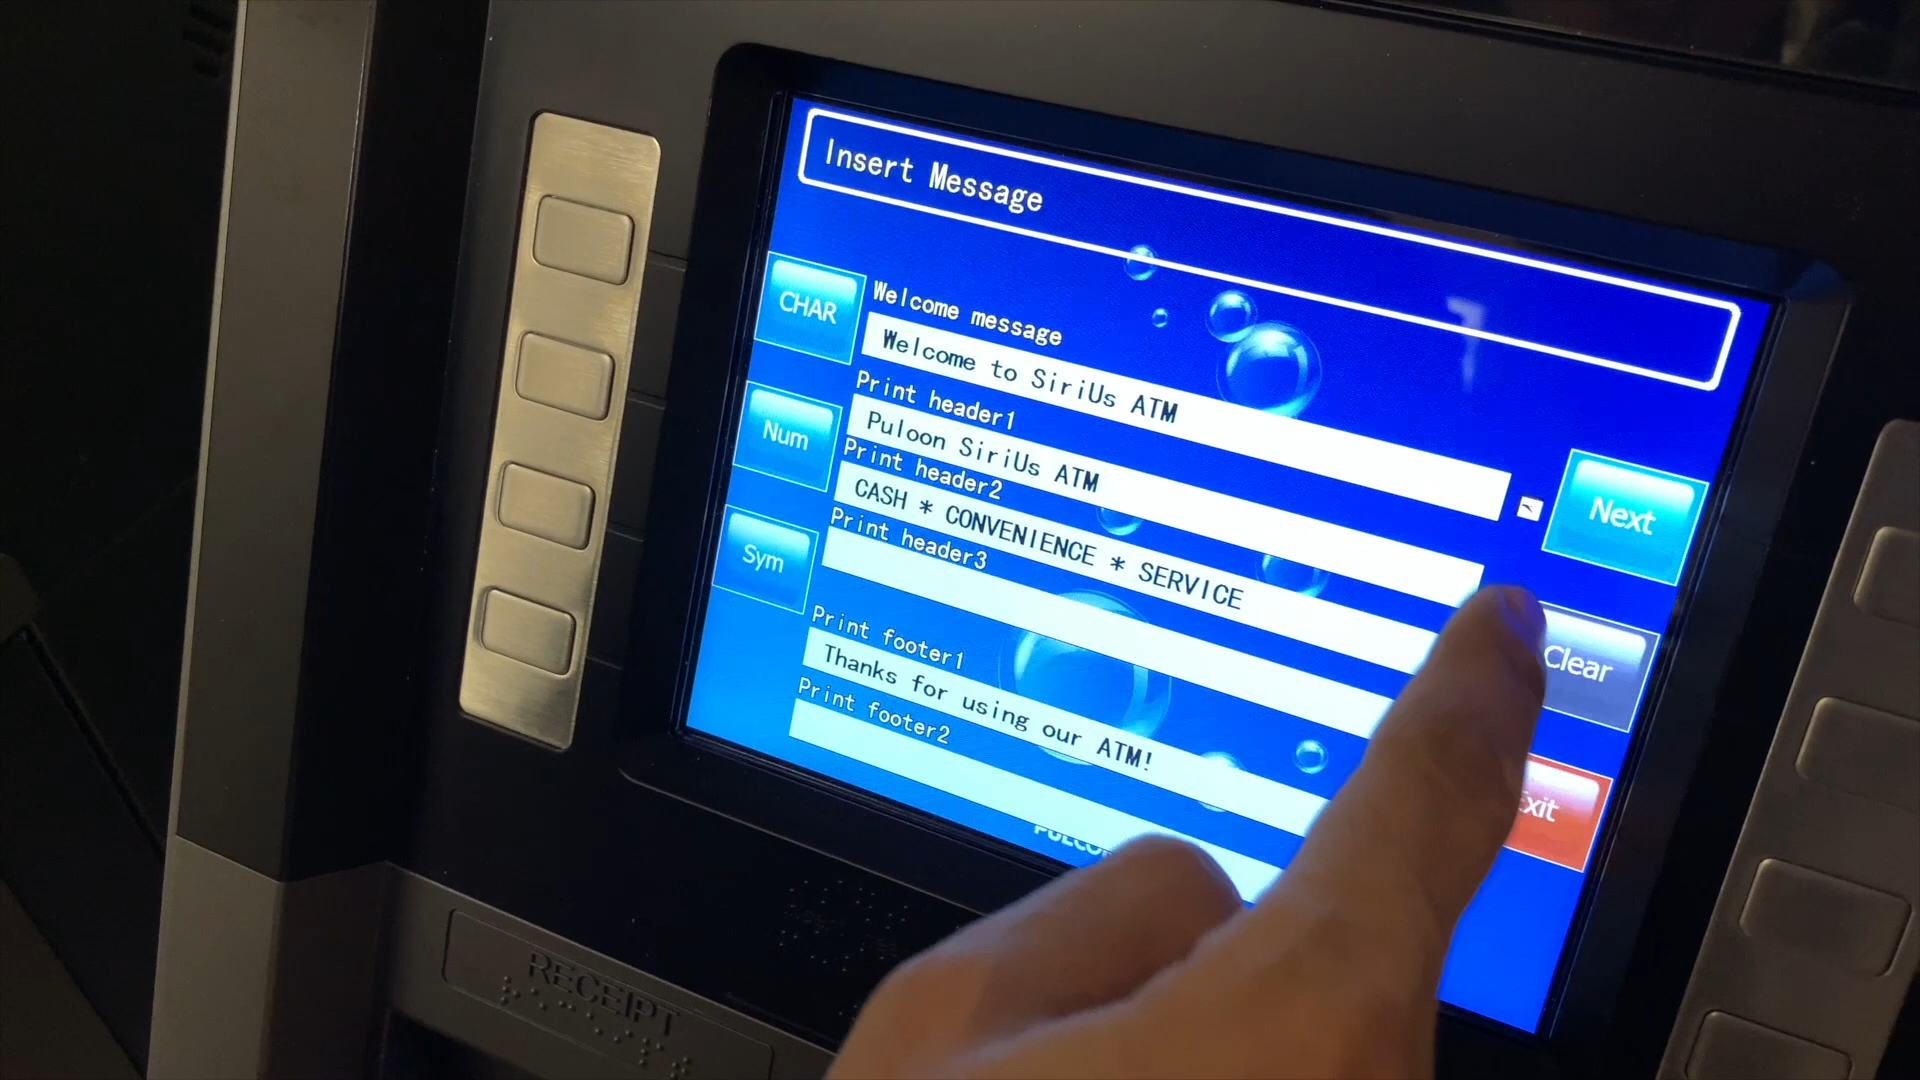 Insert Message
CHAR
Welcome message
Welcome to SiriUs ATM
Print header1
Puloon SiriUs ATM
Next
Num
Print header2
CASH * CONVENIENCE * SERVICE
Print header3
Clear
Sym
Print footer1
Thanks for using our ATM!
Print footer2
RECEIPT